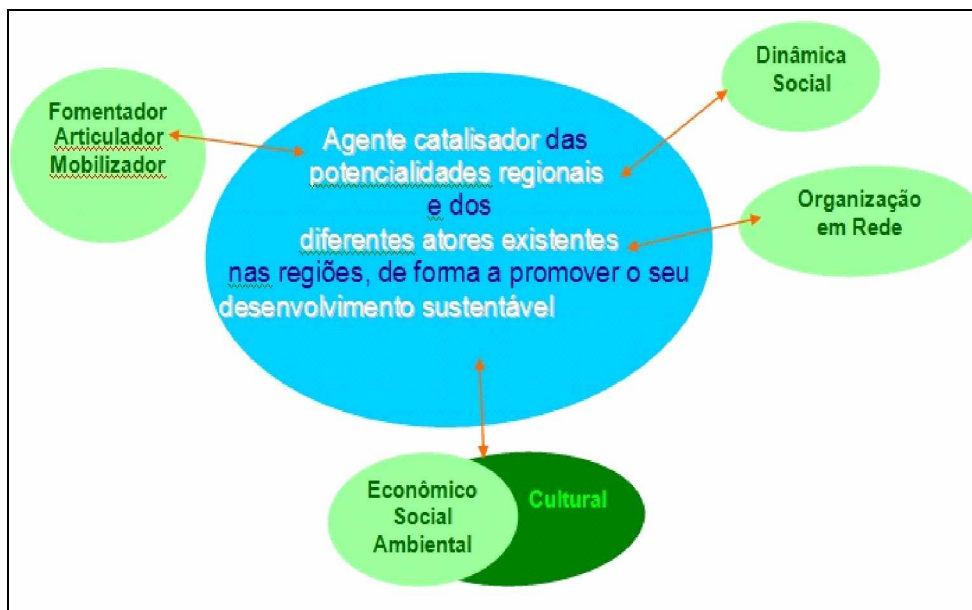 Fomentador
Articulador
Mobilizador
Dinâmica
Social
Agente catalisador das
potencialidades regionais
e dos
diferentes atores existentes
nas regiões, de forma a promover o seu
desenvolvimento sustentável
Organização
em Rede
Econômico
Social
Ambiental
Cultural